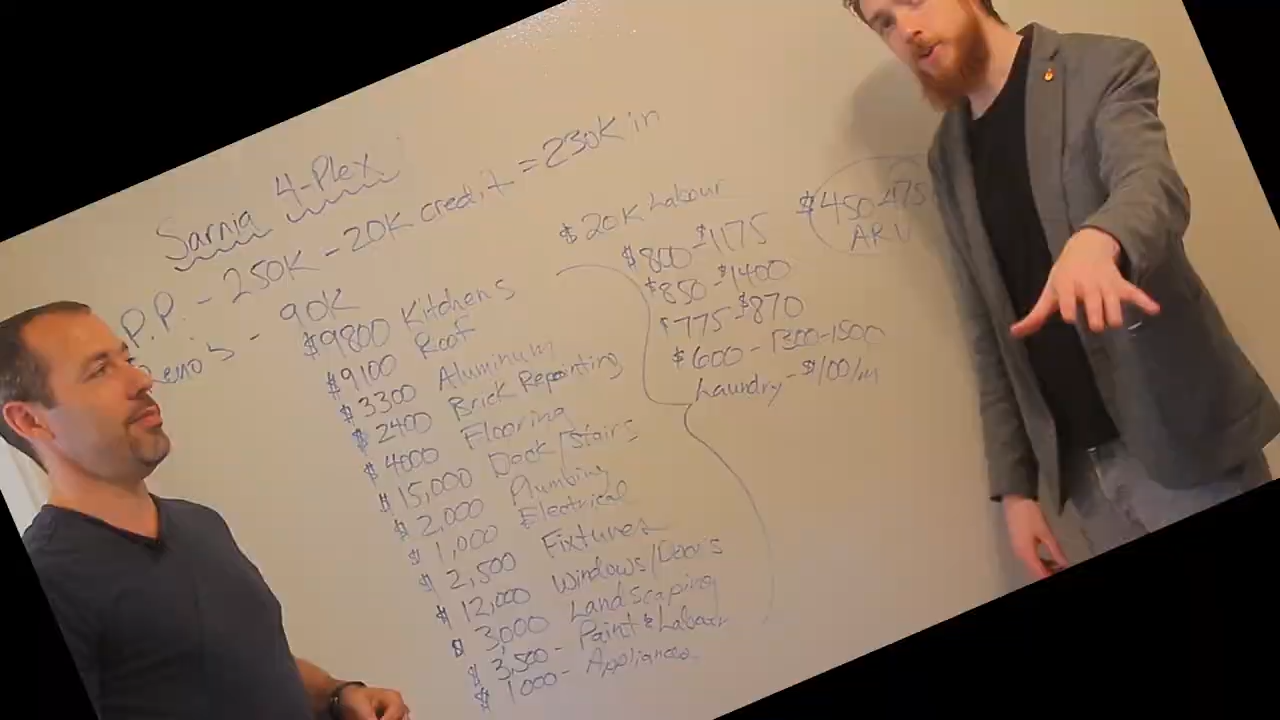 Sarnia 4-Plex
P.P. - 250K - 20K credit = 230K in
Reno's - 90K
$9800 Kitchens
$9100 Roof
$3300 Aluminum
$2400 Brick Repointing
$4000 Flooring
$15,000 Deck/Stairs
$2,000 Plumbing
$1,000 Electrical
$2,500 Fixtures
$12,000 Windows/Doors
$3,000 Landscaping
$3,500- Paint & Labour
$1000- Appliances
$20K Labour
$800-$1175
$850-$1400
$775-$870
$600-1300-1500
Laundry-$100/m
$450-475
ARV